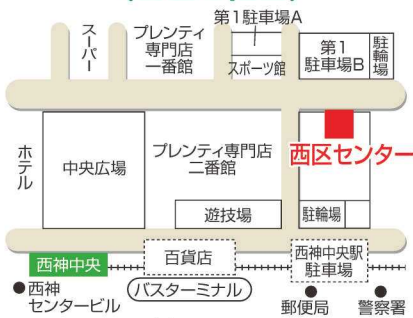 第1駐車場A
スーパー
プレンティ
専門店
一番館
スポーツ館
第1
駐車場B
駐輪場
ホテル
中央広場
プレンティ専門店
二番館
西区センター
遊技場
駐輪場
西神中央
百貨店
西神中央駅
駐車場
西神
センタービル
バスターミナル
郵便局
警察署